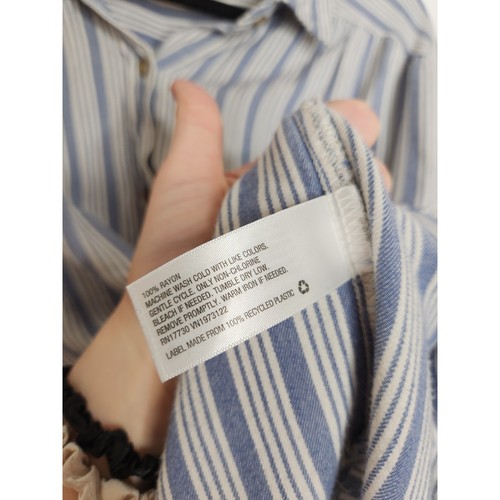 100% RAYON
MACHINE WASH COLD WITH LIKE COLORS.
GENTLE CYCLE. ONLY NON-CHLORINE
BLEACH IF NEEDED. TUMBLE DRY LOW.
REMOVE PROMPTLY. WARM IRON IF NEEDED.
RN17730 VN1973122
LABEL MADE FROM 100% RECYCLED PLASTIC